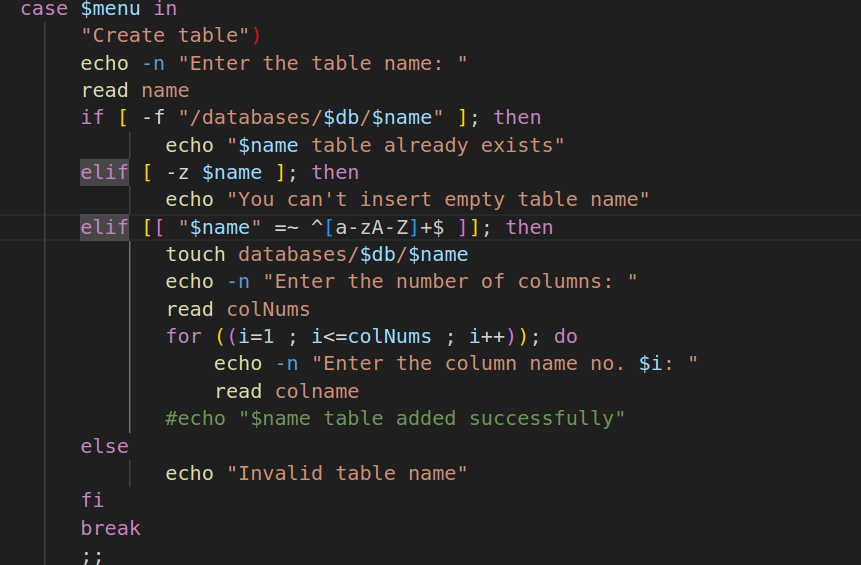 case $menu in
"Create table")
echo -n "Enter the table name: "
read name
if [ -f "/databases/$db/$name" ]; then
echo "$name table already exists"
elif [ -z $name ]; then
echo "You can't insert empty table name"
elif [[ "$name" =~ ^[a-zA-Z]+$ ]]; then
touch databases/$db/$name
echo -n "Enter the number of columns: "
read colNums
for ((i=1 ; i<=colNums ; i++)); do
echo -n "Enter the column name no. $i: "
read colname
#echo "$name table added successfully"
else
echo "Invalid table name"
fi
break
;;